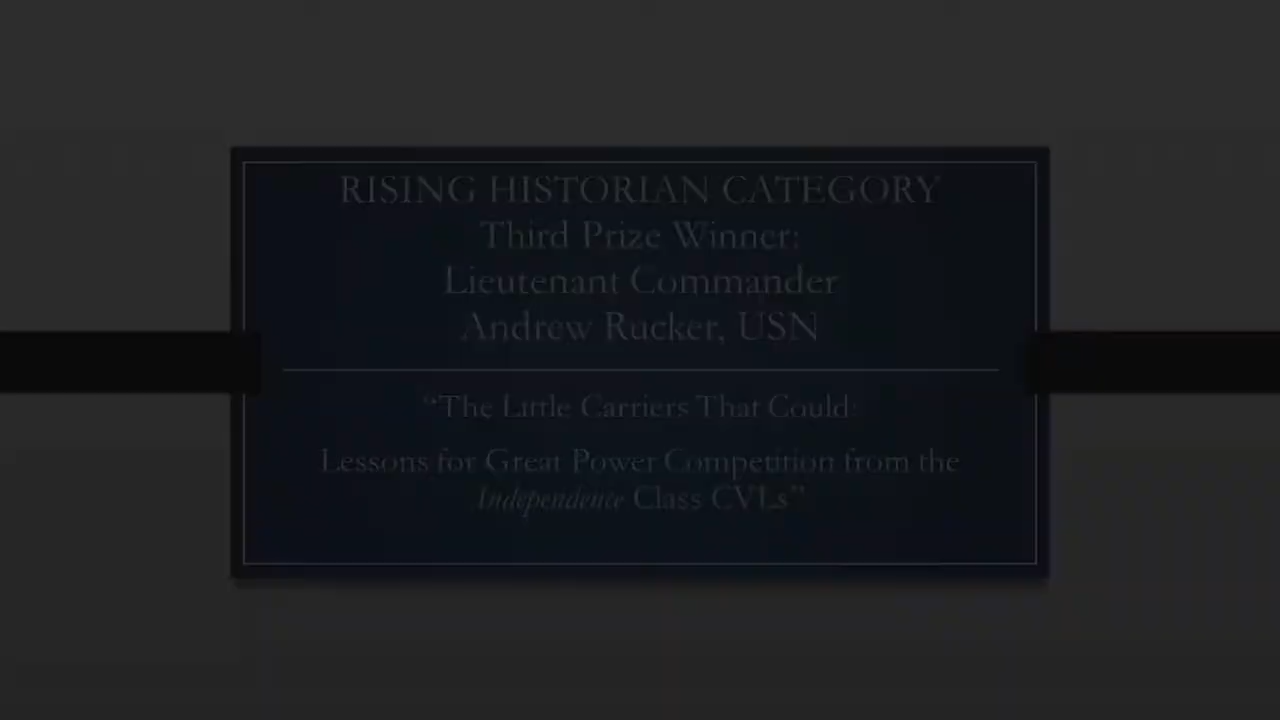 RISING HISTORIAN CATEGORY
Third Prize Winner:
Lieutenant Commander
Andrew Rucker, USN
“The Little Carriers That Could:
Lessons for Great Power Competition from the
Independence Class CVLs”